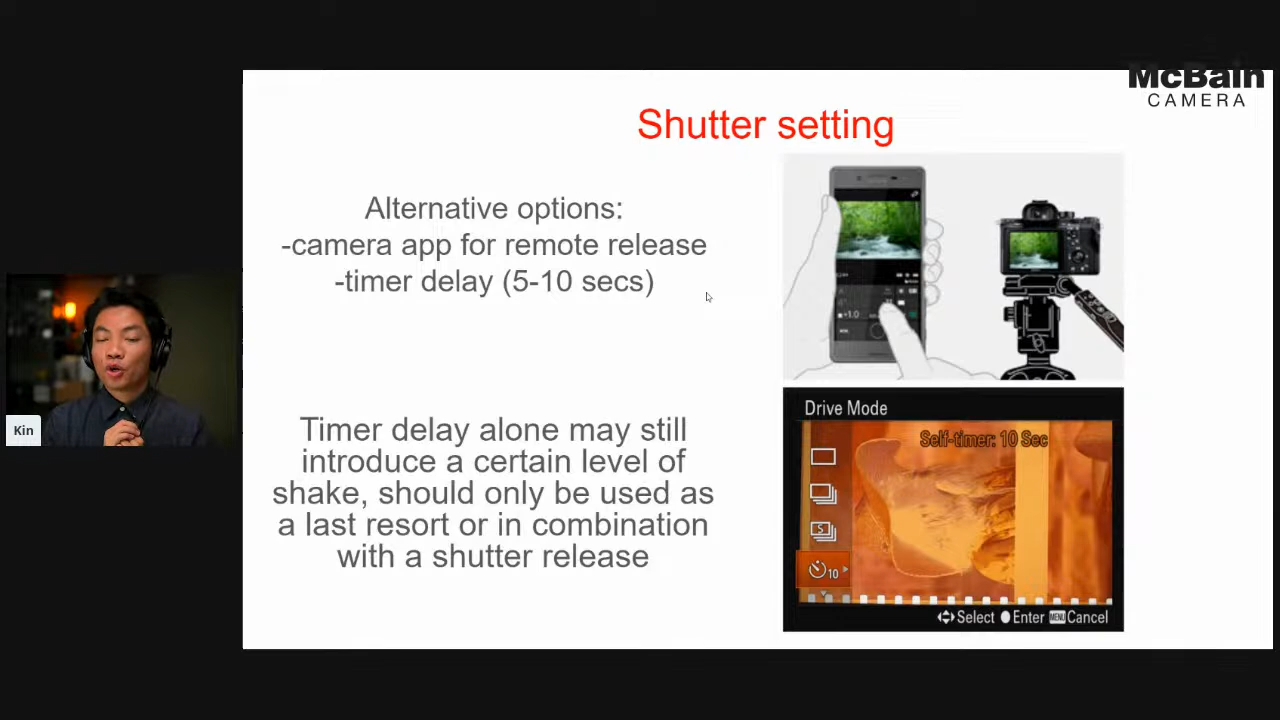 McBain
CAMERA
Shutter setting
Alternative options:
-camera app for remote release
-timer delay (5-10 secs)
Timer delay alone may still
introduce a certain level of
shake, should only be used as
a last resort or in combination
with a shutter release
Kin
+1.0
Drive Mode
Self-timer: 10 Sec
S
10
Select Enter MENU Cancel